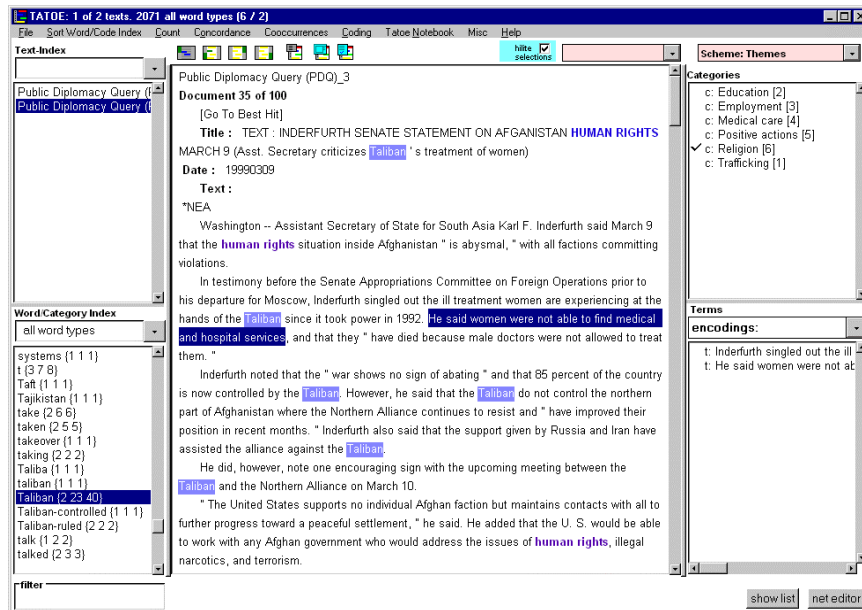 TATOE: 1 of 2 texts. 2071 all word types (6 / 2)
File Sort Word/Code Index Count Concordance Cooccurrences Coding Tatoe Notebook Misc Help
Text-Index
Public Diplomacy Query (F
Public Diplomacy Query (F
Word/Category Index
all word types
systems {1 1 1}
t {3 7 8}
Taft {1 1 1}
Tajikistan {1 1 1}
take {2 6 6}
taken {2 5 5}
takeover {1 1 1}
taking {2 2 2}
Taliba {1 1 1}
taliban {1 1 1}
Taliban {2 23 40}
Taliban-controlled {1 1 1}
Taliban-ruled {2 2 2}
talk {1 2 2}
talked {2 3 3}
filter
hilite
selections
Public Diplomacy Query (PDQ)_3
Document 35 of 100
[Go To Best Hit]
Title : TEXT : INDERFURTH SENATE STATEMENT ON AFGANISTAN HUMAN RIGHTS
MARCH 9 (Asst. Secretary criticizes Taliban ' s treatment of women)
Date : 19990309
Text :
*NEA
Washington -- Assistant Secretary of State for South Asia Karl F. Inderfurth said March 9
that the human rights situation inside Afghanistan " is abysmal, " with all factions committing
violations.
In testimony before the Senate Appropriations Committee on Foreign Operations prior to
his departure for Moscow, Inderfurth singled out the ill treatment women are experiencing at the
hands of the Taliban since it took power in 1992. He said women were not able to find medical
and hospital services, and that they " have died because male doctors were not allowed to treat
them. "
Inderfurth noted that the " war shows no sign of abating " and that 85 percent of the country
is now controlled by the Taliban. However, he said that the Taliban do not control the northern
part of Afghanistan where the Northern Alliance continues to resist and " have improved their
position in recent months. " Inderfurth also said that the support given by Russia and Iran have
assisted the alliance against the Taliban.
He did, however, note one encouraging sign with the upcoming meeting between the
Taliban and the Northern Alliance on March 10.
" The United States supports no individual Afghan faction but maintains contacts with all to
further progress toward a peaceful settlement, " he said. He added that the U. S. would be able
to work with any Afghan government who would address the issues of human rights, illegal
narcotics, and terrorism.
Scheme: Themes
Categories
c: Education [2]
c: Employment [3]
c: Medical care [4]
c: Positive actions [5]
c: Religion [6]
c: Trafficking [1]
Terms
encodings:
t: Inderfurth singled out the ill
t: He said women were not ab
show list net editor